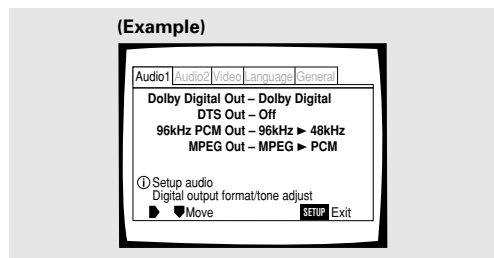 (Example)
Audio1 Audio2 Video Language General
Dolby Digital Out – Dolby Digital
DTS Out – Off
96kHz PCM Out – 96kHz ► 48kHz
MPEG Out – MPEG ► PCM
ⓘ Setup audio
Digital output format/tone adjust
Move SETUP Exit